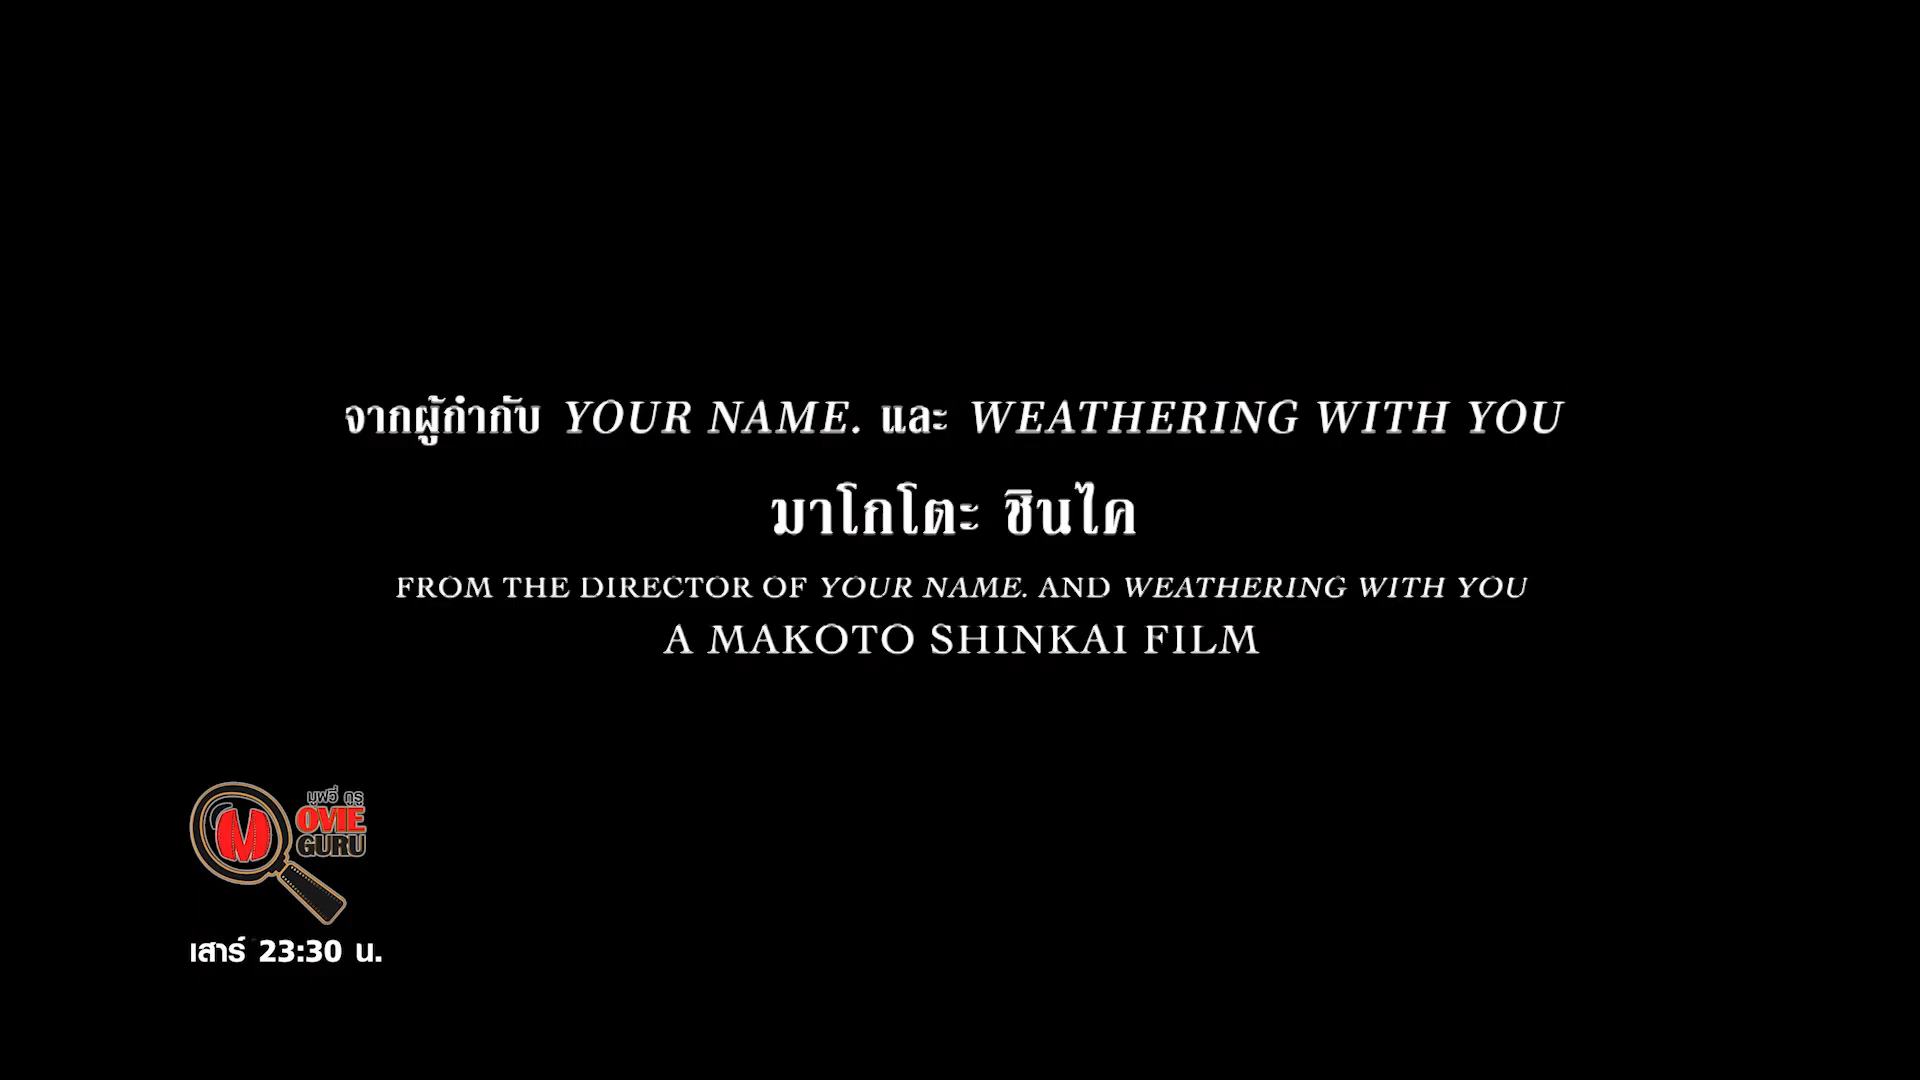 จากผู้กำกับ YOUR NAME. และ WEATHERING WITH YOU
มาโกโตะ ชินไค
FROM THE DIRECTOR OF YOUR NAME. AND WEATHERING WITH YOU
A MAKOTO SHINKAI FILM
มูฟวี่ กูรู
MOVIE
GURU
เสาร์ 23:30 น.